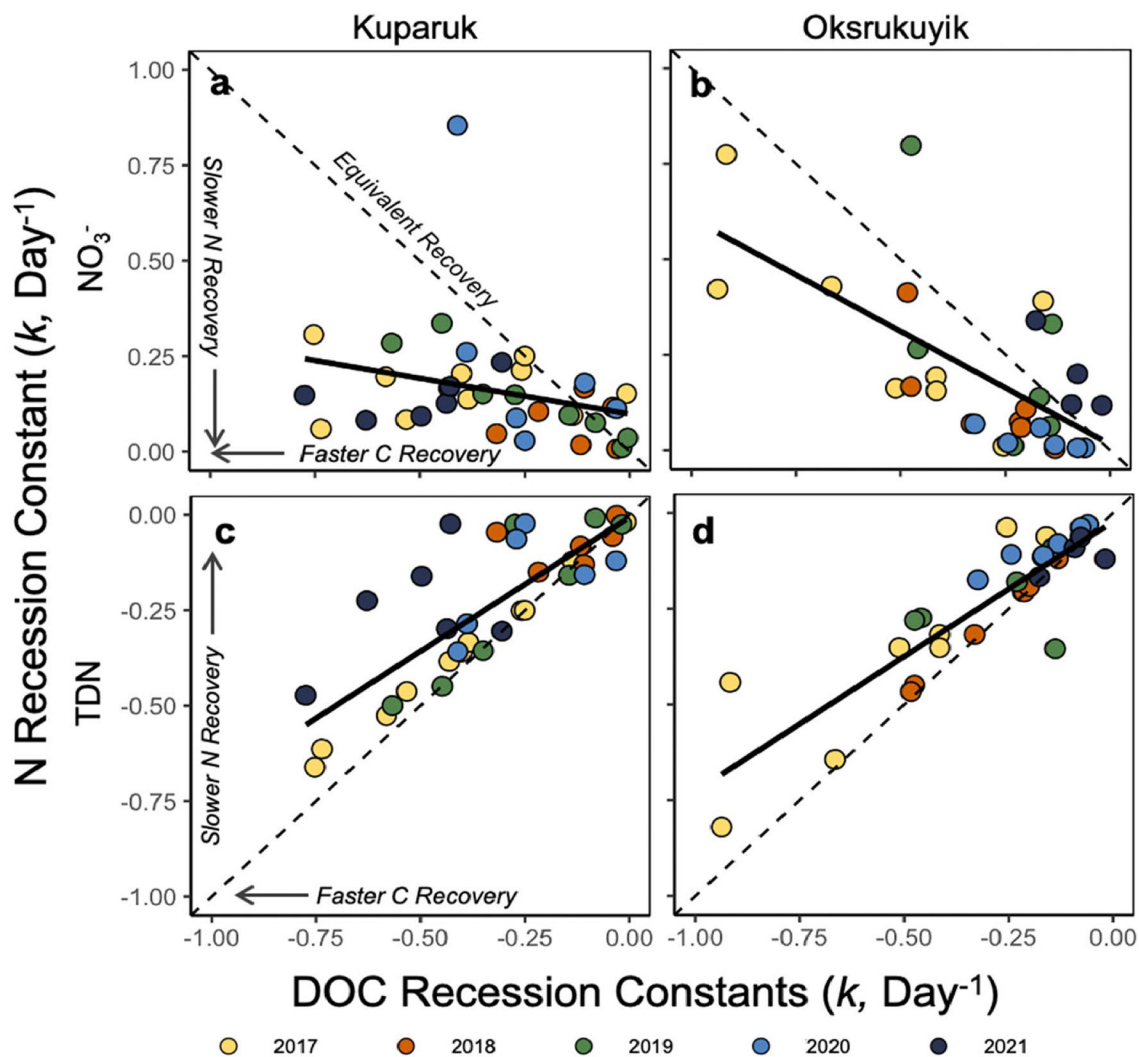 Kuparuk
Oksrukuyik
N Recession Constant (k, Day⁻¹)
NO₃⁻
1.00
0.75
0.50
0.25
0.00
a
Equivalent Recovery
Slower N Recovery
Faster C Recovery
b
TDN
0.00
-0.25
-0.50
-0.75
-1.00
c
Slower N Recovery
Faster C Recovery
d
-1.00 -0.75 -0.50 -0.25 0.00
-1.00 -0.75 -0.50 -0.25 0.00
DOC Recession Constants (k, Day⁻¹)
2017 2018 2019 2020 2021